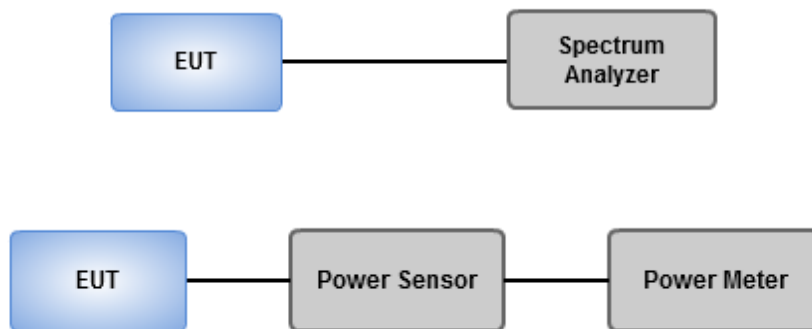 EUT
Spectrum
Analyzer
EUT
Power Sensor
Power Meter